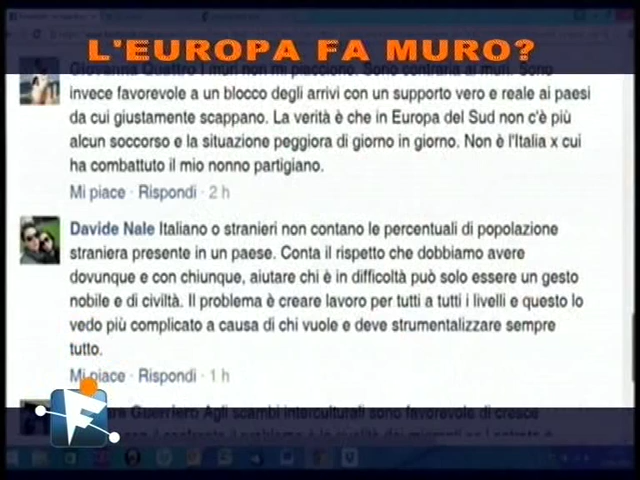 L'EUROPA FA MURO?
Giovanna Quattro I muri non mi piacciono. Sono contraria ai muri. Sono
invece favorevole a un blocco degli arrivi con un supporto vero e reale ai paesi
da cui giustamente scappano. La verità è che in Europa del Sud non c'è più
alcun soccorso e la situazione peggiora di giorno in giorno. Non è l'Italia x cui
ha combattuto il mio nonno partigiano.
Mi piace · Rispondi · 2 h
Davide Nale Italiano o stranieri non contano le percentuali di popolazione
straniera presente in un paese. Conta il rispetto che dobbiamo avere
dovunque e con chiunque, aiutare chi è in difficoltà può solo essere un gesto
nobile e di civiltà. Il problema è creare lavoro per tutti a tutti i livelli e questo lo
vedo più complicato a causa di chi vuole e deve strumentalizzare sempre
tutto.
Mi piace · Rispondi · 1 h
Guerriero Agli scambi interculturali sono favorevole di cresce
F